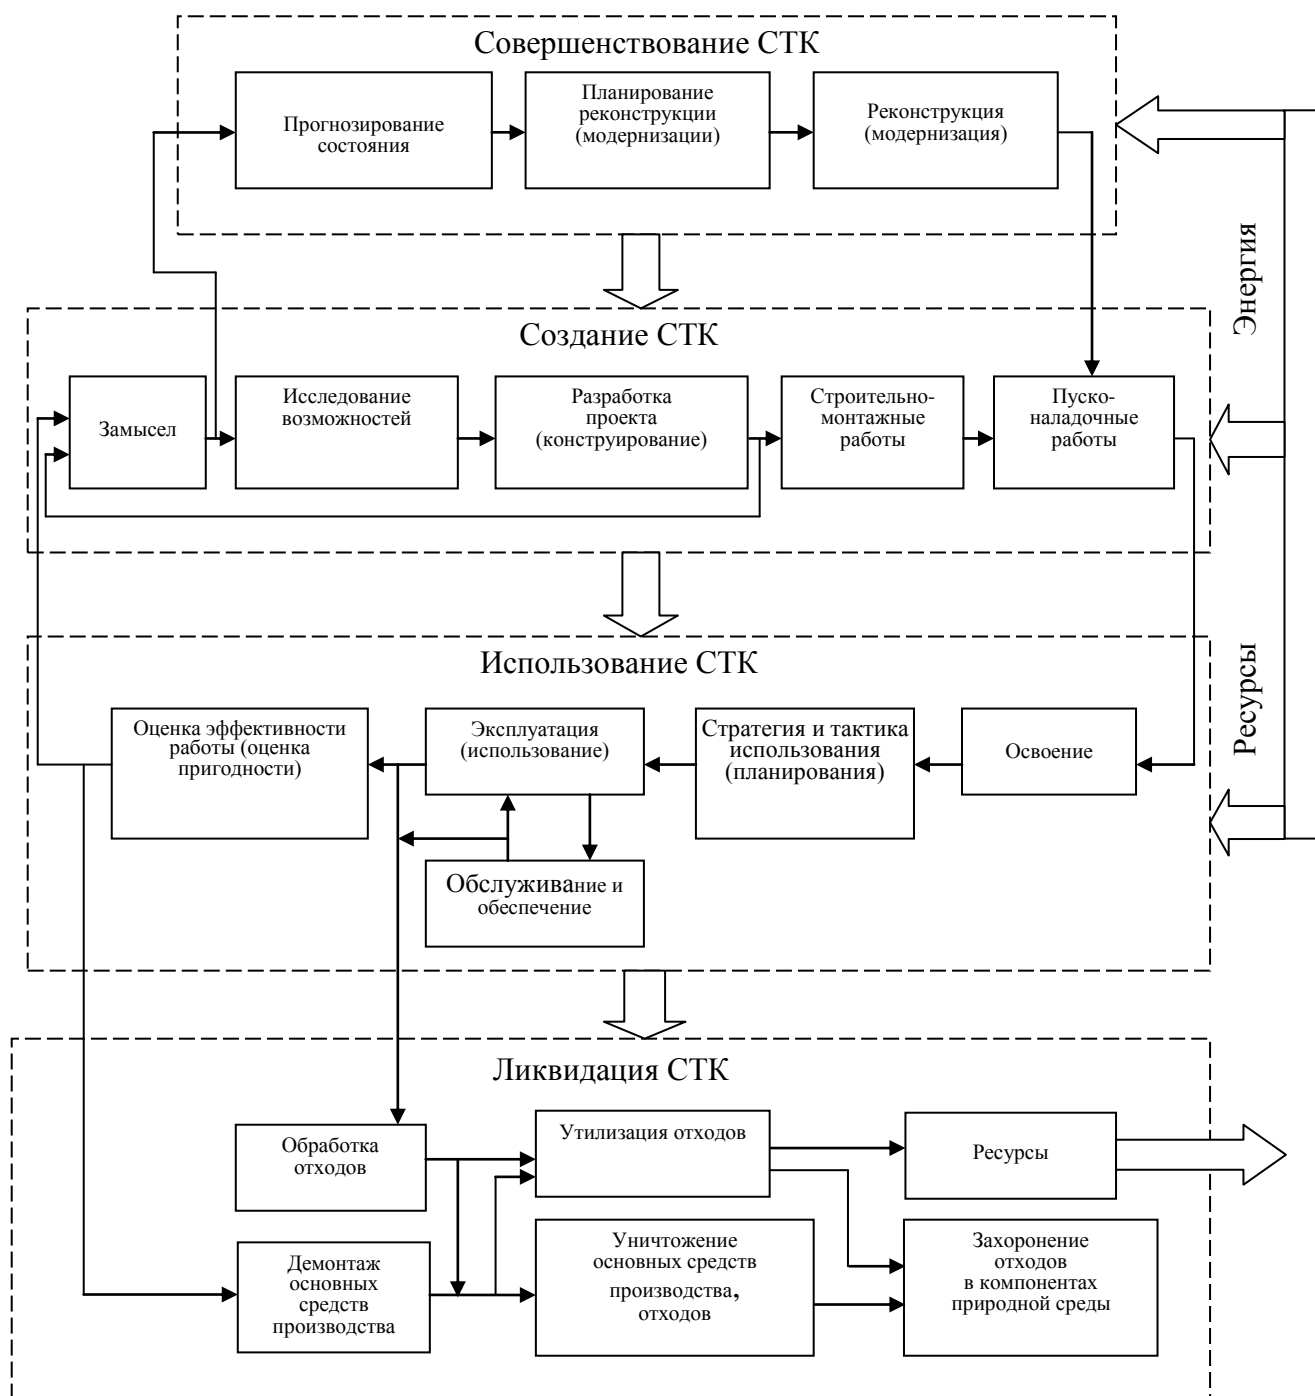 Совершенствование СТК
Прогнозирование
состояния
Планирование
реконструкции
(модернизации)
Реконструкция
(модернизация)
Энергия
Создание СТК
Замысел
Исследование
возможностей
Разработка
проекта
(конструирование)
Строительно-
монтажные
работы
Пуско-
наладочные
работы
Ресурсы
Использование СТК
Оценка эффективности
работы (оценка
пригодности)
Эксплуатация
(использование)
Стратегия и тактика
использования
(планирования)
Освоение
Обслуживание и
обеспечение
Ликвидация СТК
Обработка
отходов
Утилизация отходов
Ресурсы
Демонтаж
основных
средств
производства
Уничтожение
основных средств
производства,
отходов
Захоронение
отходов
в компонентах
природной среды